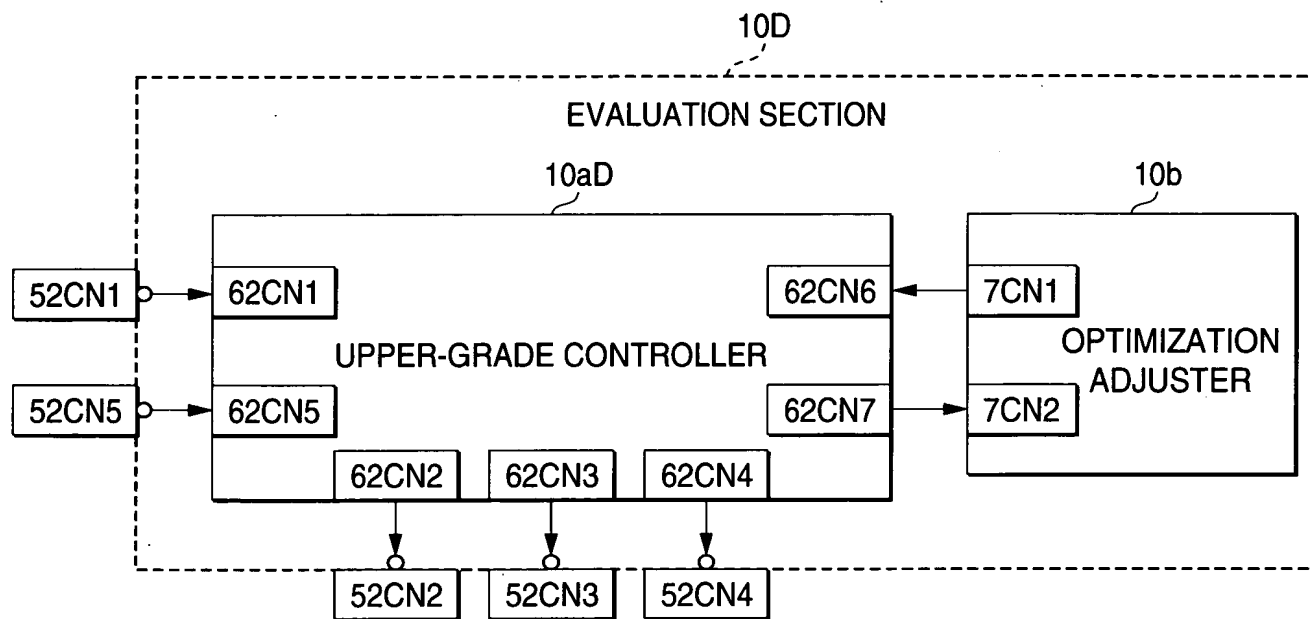 10D
EVALUATION SECTION
10aD
10b
52CN1
62CN1
62CN6
7CN1
UPPER-GRADE CONTROLLER
OPTIMIZATION
ADJUSTER
52CN5
62CN5
62CN7
7CN2
62CN2
62CN3
62CN4
52CN2
52CN3
52CN4